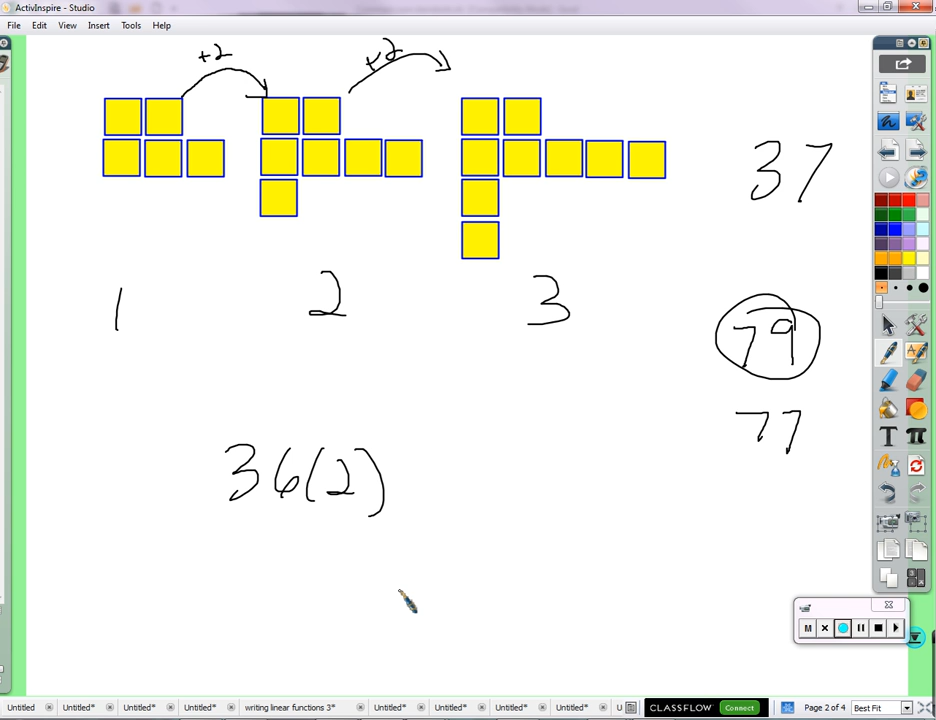 ActivInspire - Studio
File Edit View Insert Tools Help
+2 +2
37
1 2 3
79
77
36(2)
T π
M
Untitled Untitled* Untitled* Untitled* writing linear functions 3* Untitled* Untitled* Untitled* Untitled* U
CLASSFLOW Connect
Page 2 of 4 Best Fit